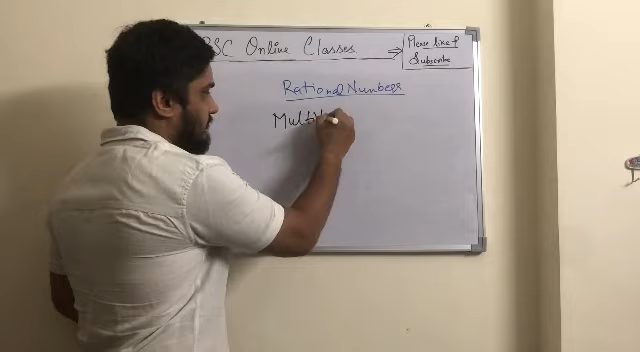 SC Online Classes →
Please like &
Subscribe
Rational Numbers